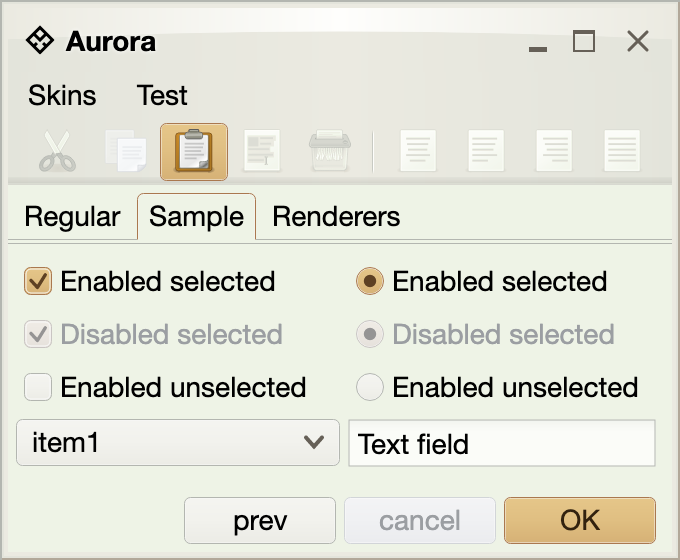 Aurora
Skins Test
Regular Sample Renderers
Enabled selected Enabled selected
Disabled selected Disabled selected
Enabled unselected Enabled unselected
item1 Text field
prev cancel OK